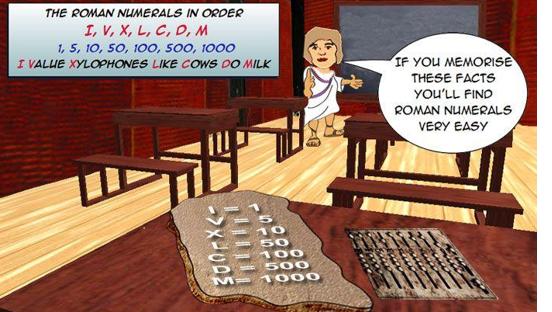 THE ROMAN NUMERALS IN ORDER
I, V, X, L, C, D, M
1, 5, 10, 50, 100, 500, 1000
I VALUE XYLOPHONES LIKE COWS DO MILK
IF YOU MEMORISE
THESE FACTS
YOU'LL FIND
ROMAN NUMERALS
VERY EASY
I = 1
V = 5
X = 10
L = 50
C = 100
D = 500
M= 1000